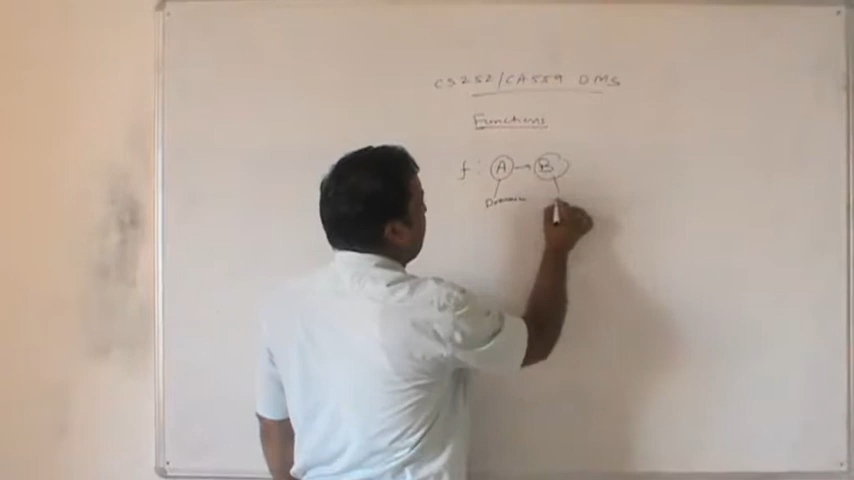 CS252/CA559 DMS
Functions
f : A → B
Domain